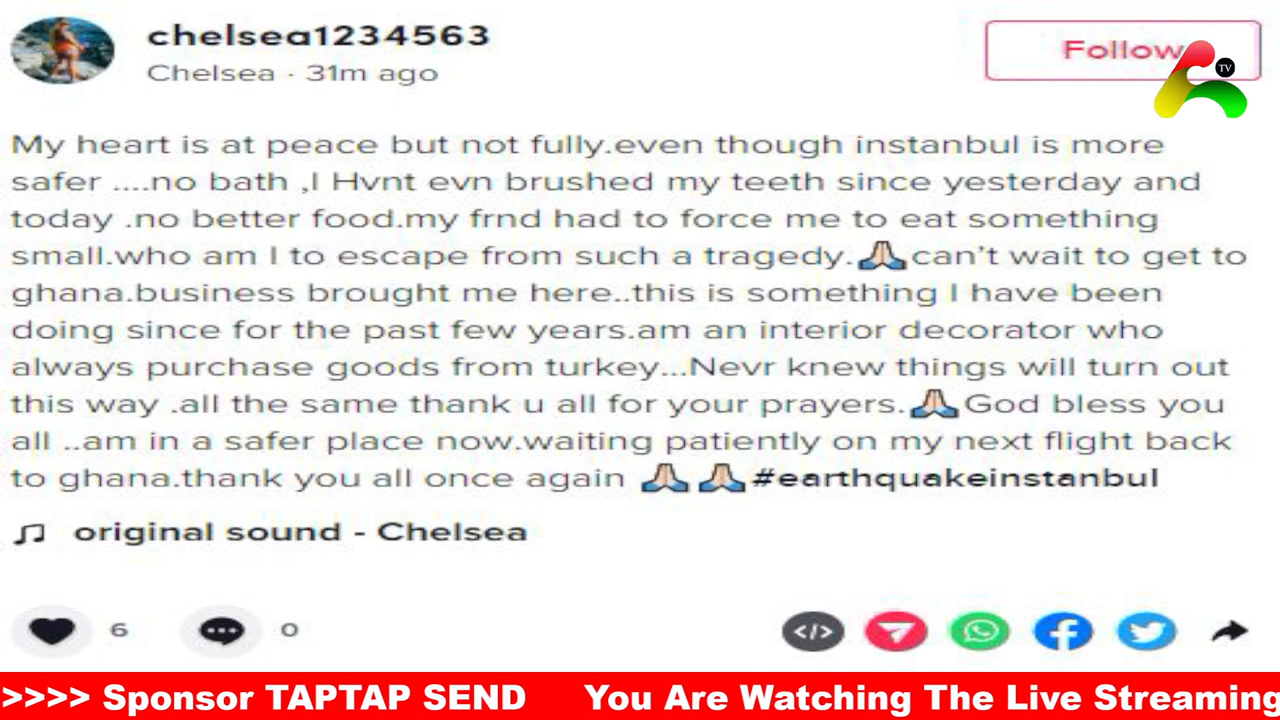 chelsea1234563
Chelsea · 31m ago
Follow
TV
My heart is at peace but not fully.even though instanbul is more
safer ....no bath ,I Hvnt evn brushed my teeth since yesterday and
today .no better food.my frnd had to force me to eat something
small.who am I to escape from such a tragedy.🙏🏻can't wait to get to
ghana.business brought me here..this is something I have been
doing since for the past few years.am an interior decorator who
always purchase goods from turkey...Nevr knew things will turn out
this way .all the same thank u all for your prayers.🙏🏻God bless you
all ..am in a safer place now.waiting patiently on my next flight back
to ghana.thank you all once again 🙏🏻🙏🏻#earthquakeinstanbul
♫ original sound - Chelsea
6
0
>>>> Sponsor TAPTAP SEND You Are Watching The Live Streaming